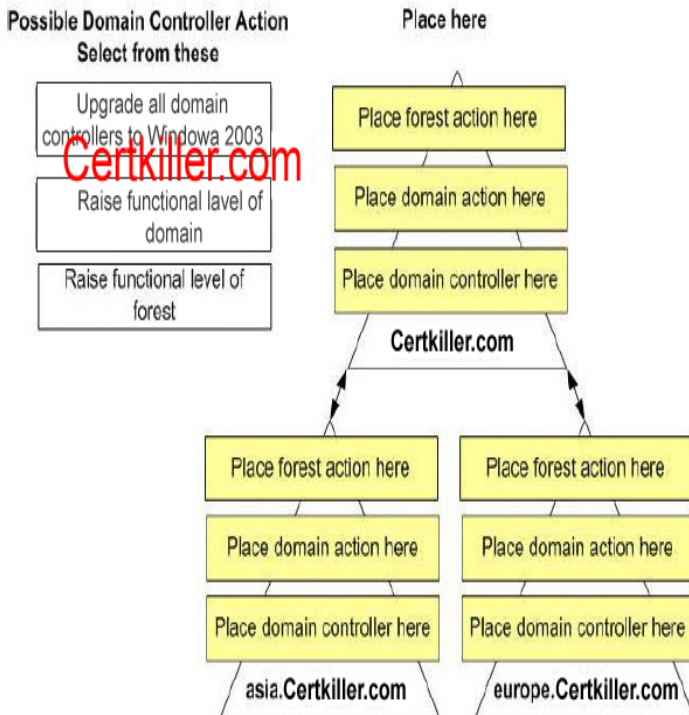 Possible Domain Controller Action
Select from these
Place here
Upgrade all domain
controllers to Windowa 2003
Certkiller.com
Raise functional lavel of
domain
Raise functional level of
forest
Place forest action here
Place domain action here
Place domain controller here
Certkiller.com
Place forest action here
Place domain action here
Place domain controller here
asia.Certkiller.com
Place forest action here
Place domain action here
Place domain controller here
europe.Certkiller.com